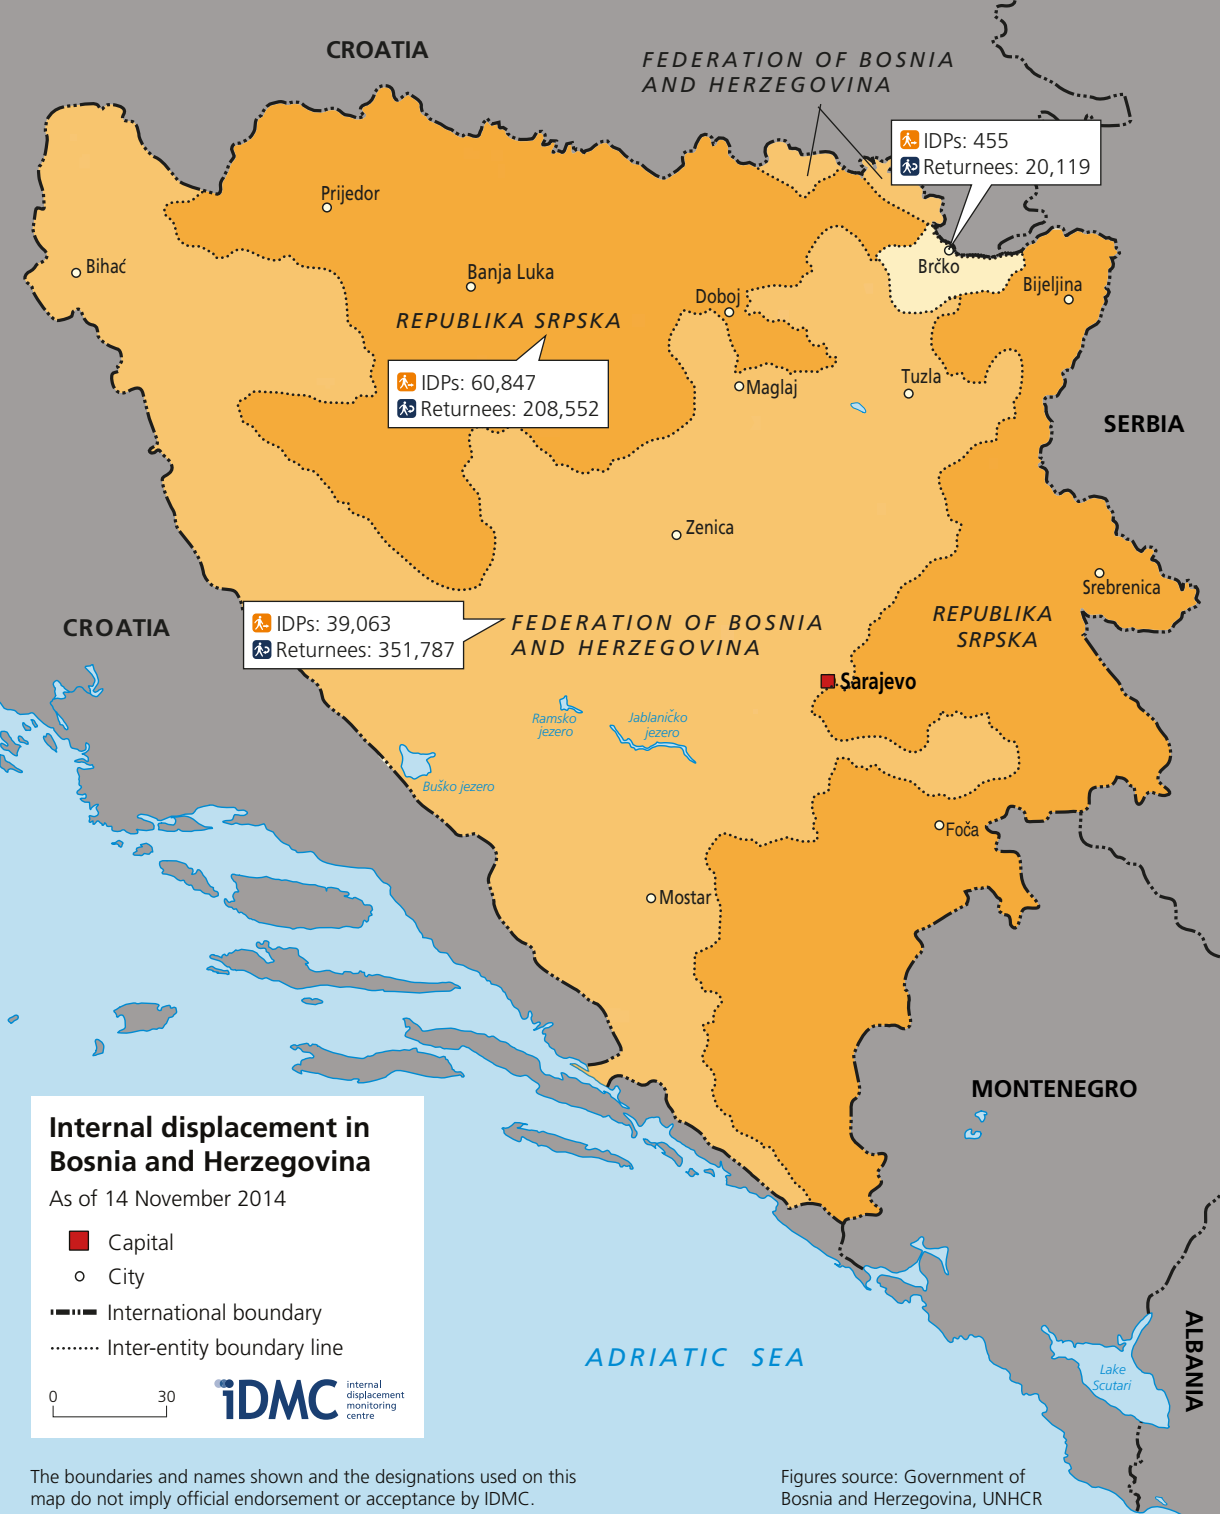 CROATIA
FEDERATION OF BOSNIA
AND HERZEGOVINA
IDPs: 455
Returnees: 20,119
Prijedor
Bihać
Banja Luka
Brčko
Bijeljina
Doboj
REPUBLIKA SRPSKA
IDPs: 60,847
Returnees: 208,552
Maglaj
Tuzla
SERBIA
Zenica
Srebrenica
REPUBLIKA
SRPSKA
CROATIA
IDPs: 39,063
Returnees: 351,787
FEDERATION OF BOSNIA
AND HERZEGOVINA
Sarajevo
Ramsko
jezero
Jablaničko
jezero
Buško jezero
Foča
Mostar
MONTENEGRO
Internal displacement in
Bosnia and Herzegovina
As of 14 November 2014
Capital
City
International boundary
Inter-entity boundary line
0 30
iDMC
internal
displacement
monitoring
centre
ADRIATIC SEA
Lake
Scutari
ALBANIA
The boundaries and names shown and the designations used on this
map do not imply official endorsement or acceptance by IDMC.
Figures source: Government of
Bosnia and Herzegovina, UNHCR